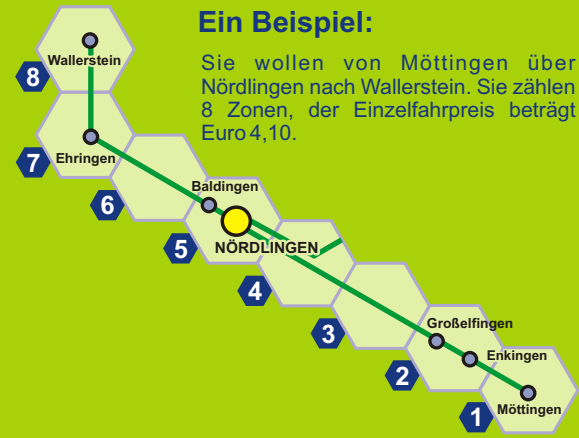 Ein Beispiel:
Sie wollen von Möttingen über
Nördlingen nach Wallerstein. Sie zählen
8 Zonen, der Einzelfahrpreis beträgt
Euro 4,10.
Wallerstein
8
Ehringen
7
6
Baldingen
5
NÖRDLINGEN
4
3
Großelfingen
Enkingen
2
Möttingen
1